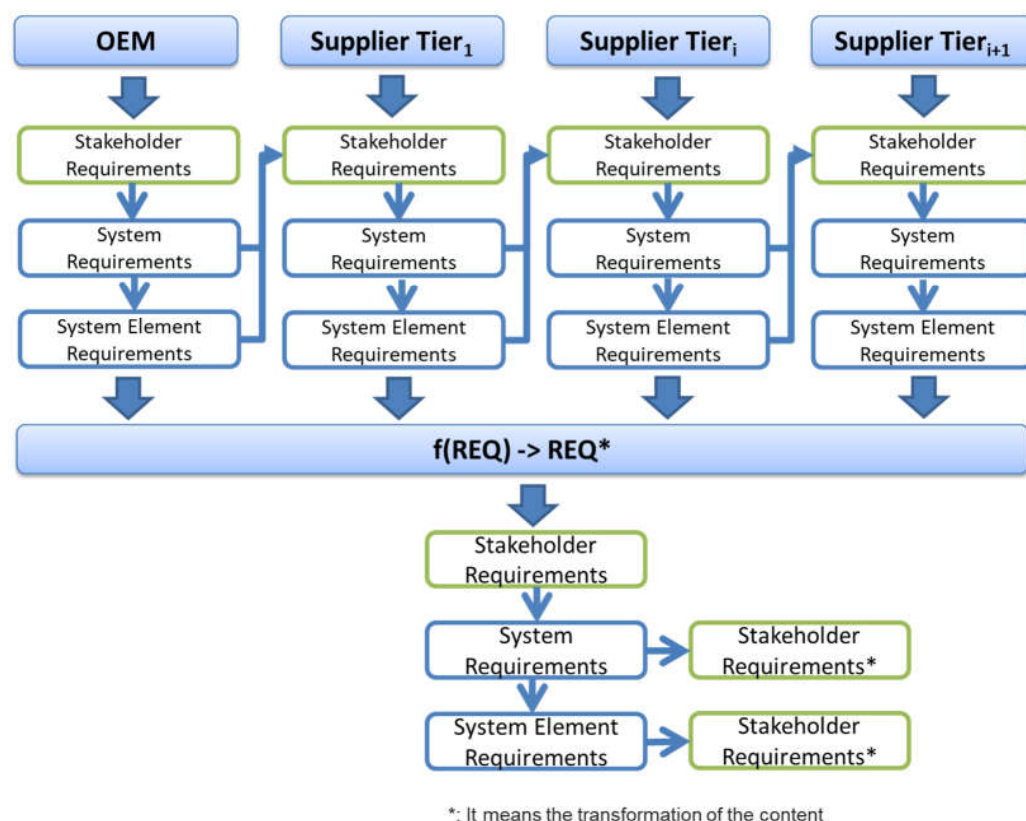 OEM
Supplier Tier1
Supplier Tieri
Supplier Tieri+1
Stakeholder
Requirements
Stakeholder
Requirements
Stakeholder
Requirements
Stakeholder
Requirements
System
Requirements
System
Requirements
System
Requirements
System
Requirements
System Element
Requirements
System Element
Requirements
System Element
Requirements
System Element
Requirements
f(REQ) -> REQ*
Stakeholder
Requirements
System
Requirements
Stakeholder
Requirements*
System Element
Requirements
Stakeholder
Requirements*
*: It means the transformation of the content